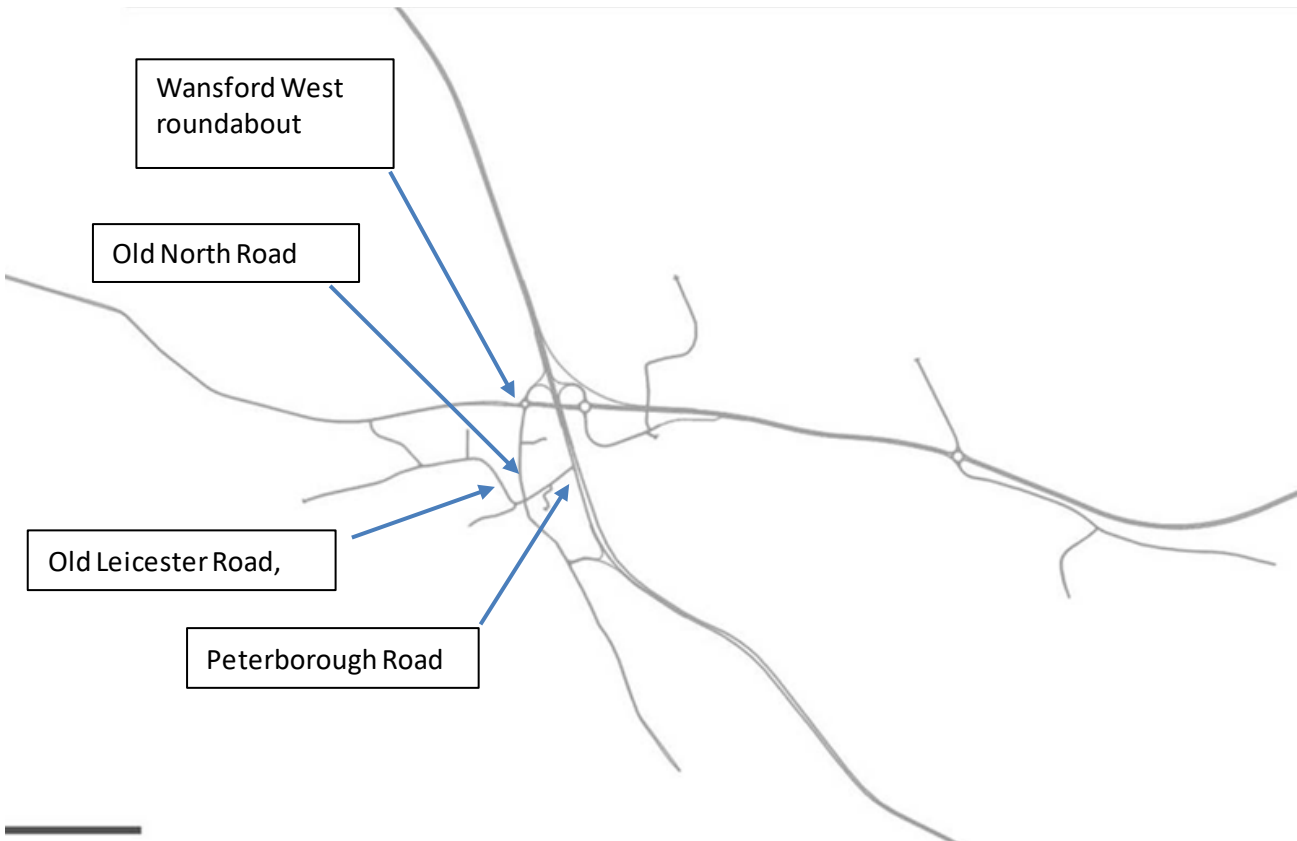 Wansford West
roundabout
Old North Road
Old Leicester Road,
Peterborough Road